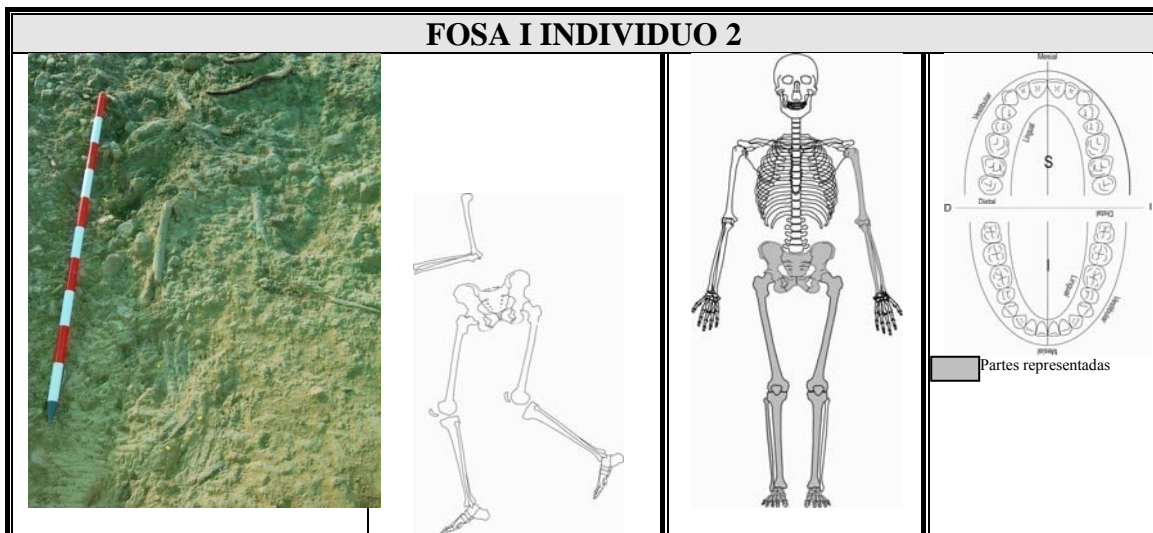 FOSA I INDIVIDUO 2
Mesial
Vestibular
Lingual
S
Distal
D
I
Distal
I
Lingual
Vestibular
Mesial
Partes representadas